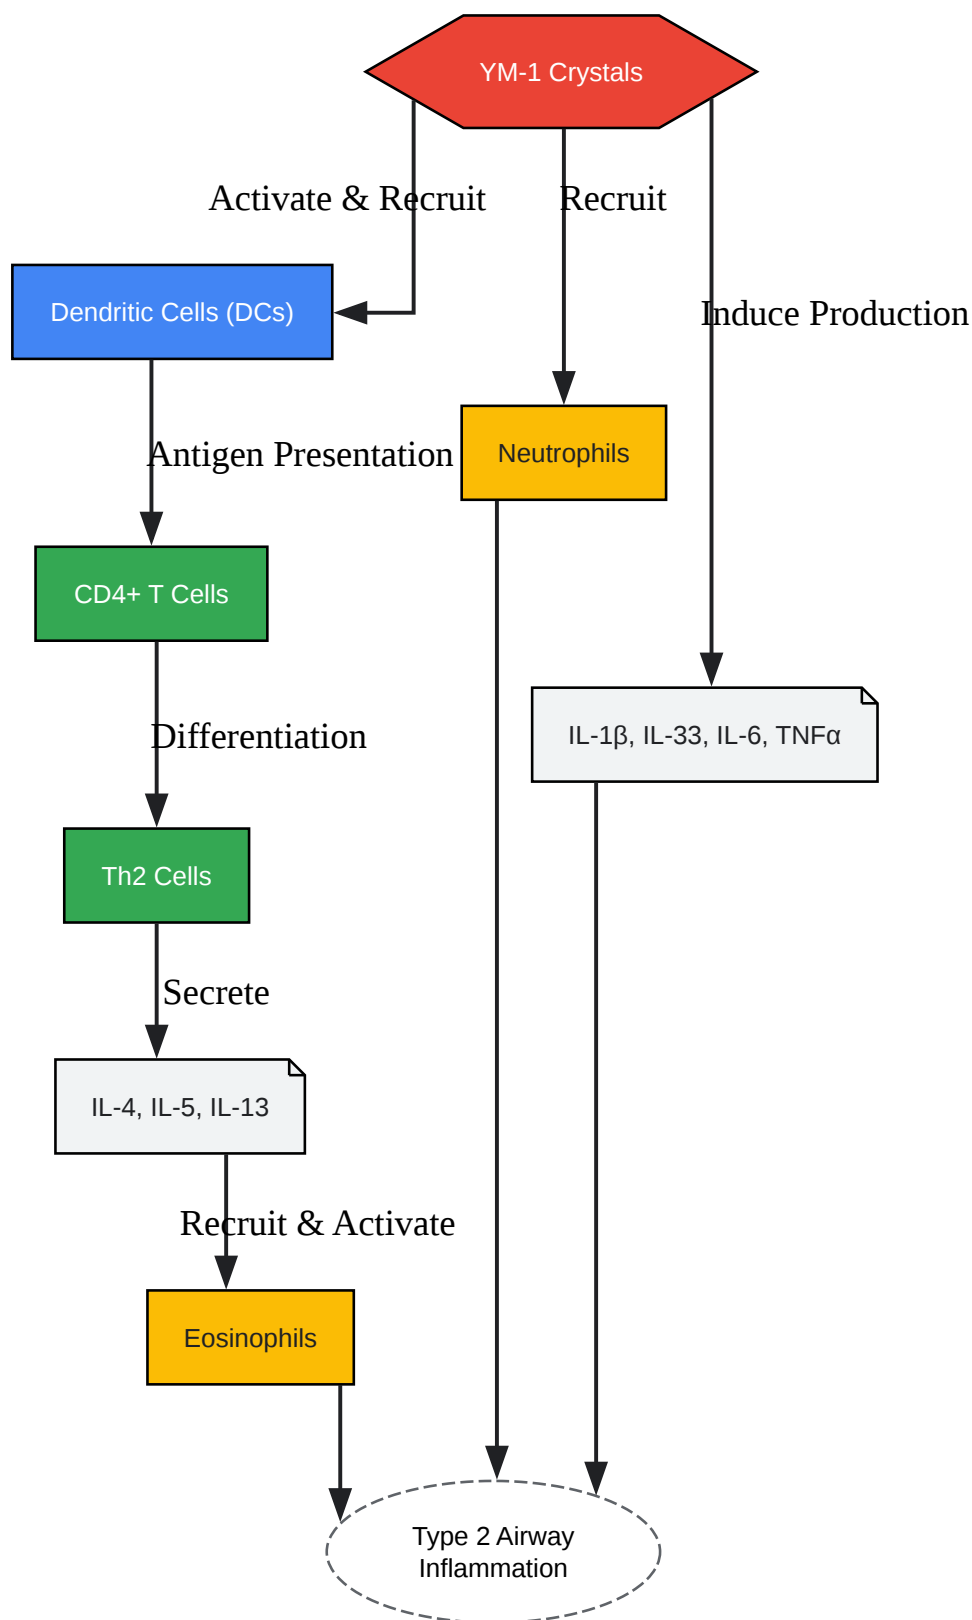 YM-1 Crystals
Activate & Recruit
Recruit
Dendritic Cells (DCs)
Induce Production
Antigen Presentation
Neutrophils
CD4+ T Cells
Differentiation
IL-1β, IL-33, IL-6, TNFα
Th2 Cells
Secrete
IL-4, IL-5, IL-13
Recruit & Activate
Eosinophils
Type 2 Airway
Inflammation